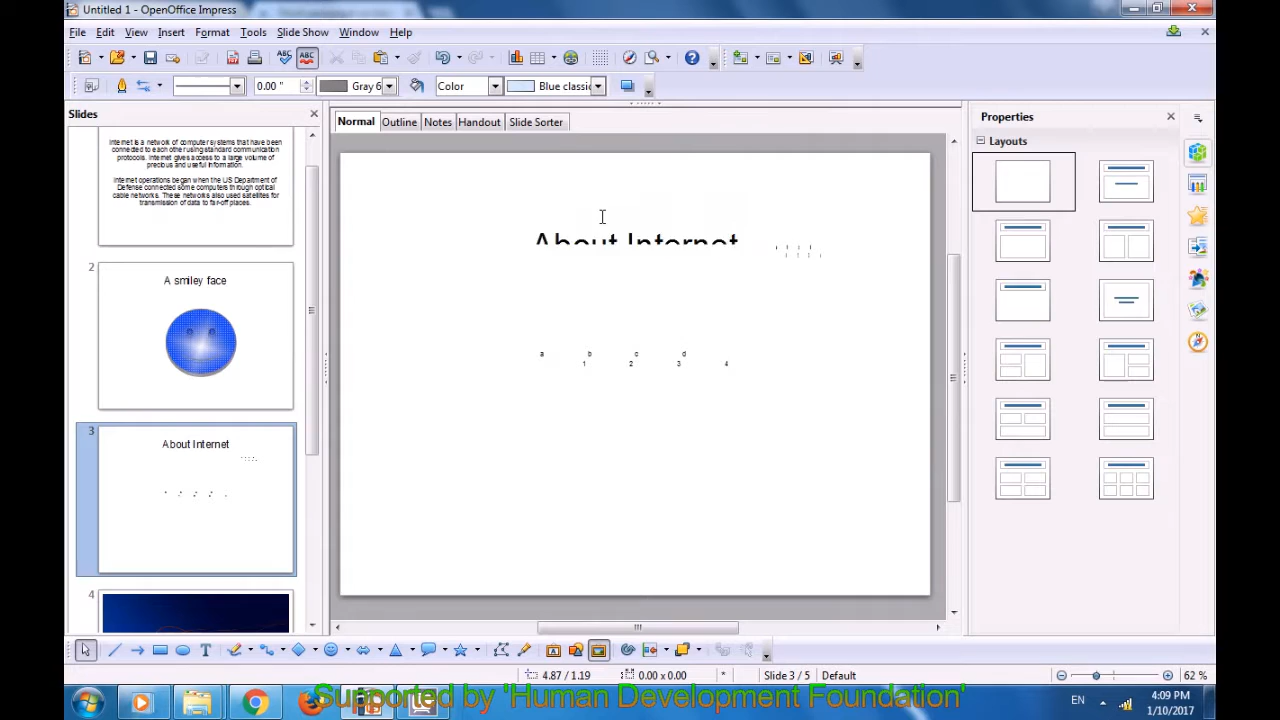 Untitled 1 - OpenOffice Impress
File Edit View Insert Format Tools Slide Show Window Help
0.00 " Gray 6 Color Blue classic
Slides
Normal Outline Notes Handout Slide Sorter
Properties
Layouts
Internet is a network of computer systems that have been
connected to each other using standard communication
protocols. Internet gives access to a large volume of
precious and useful information.
Internet operations began when the US Department of
Defense connected some computers through optical
cable networks. These networks also used satellites for
transmission of data to far-off places.
2
A smiley face
3
About Internet
4
About Internet
a b c d
1 2 3 4
4.87 / 1.19 0.00 x 0.00 * Slide 3 / 5 Default 62 %
EN 4:09 PM
1/10/2017
Supported by 'Human Development Foundation'